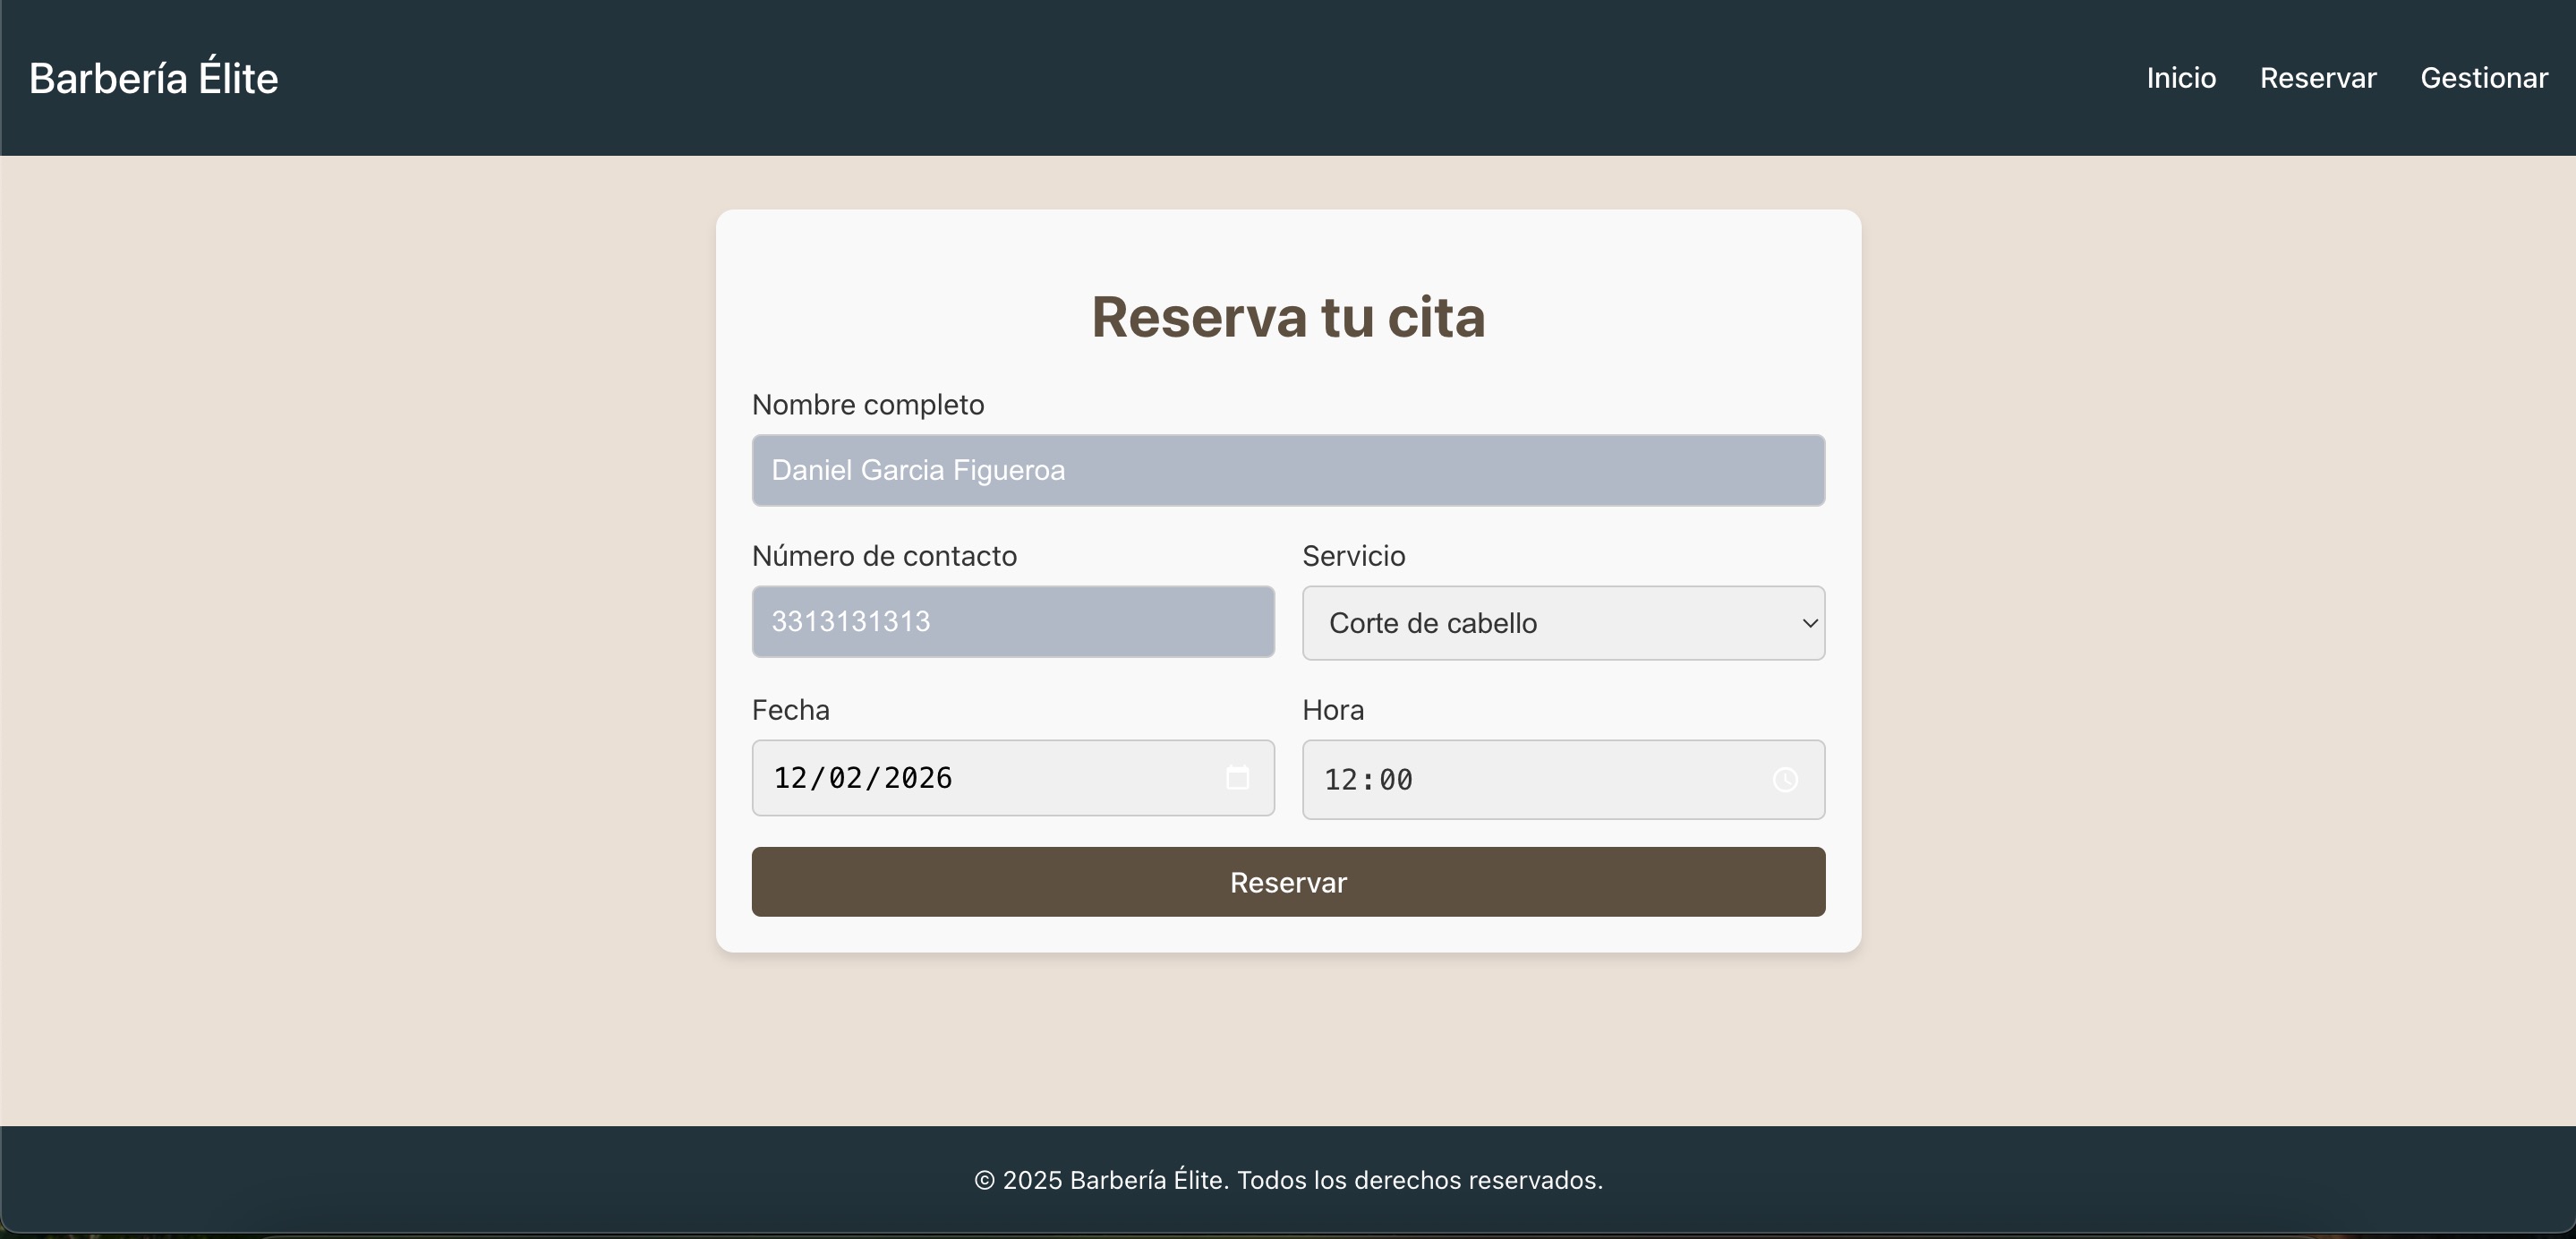 Barbería Élite
Inicio Reservar Gestionar
Reserva tu cita
Nombre completo
Daniel Garcia Figueroa
Número de contacto
Servicio
3313131313
Corte de cabello
Fecha
Hora
12/02/2026
12:00
Reservar
© 2025 Barbería Élite. Todos los derechos reservados.